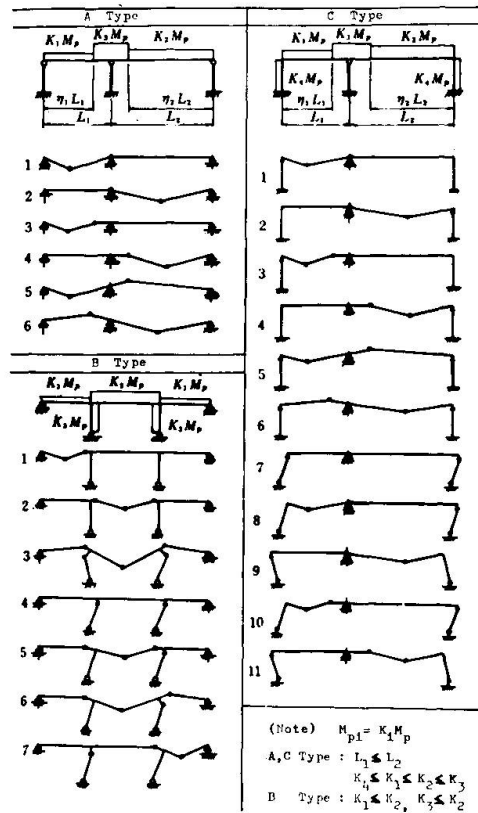 A Type
K₁Mₚ K₃Mₚ K₂Mₚ
η₁L₁ η₂L₂
L₁ L₂
1
2
3
4
5
6
B Type
K₁Mₚ K₂Mₚ K₁Mₚ
K₃Mₚ K₃Mₚ
1
2
3
4
5
6
7
C Type
K₁Mₚ K₃Mₚ K₂Mₚ
K₄Mₚ K₄Mₚ
η₁L₁ η₂L₂
L₁ L₂
1
2
3
4
5
6
7
8
9
10
11
(Note) Mₚᵢ= KᵢMₚ
A,C Type : L₁≤ L₂
K₄≤ K₁≤ K₂≤ K₃
B Type : K₁≤ K₂, K₃≤ K₂